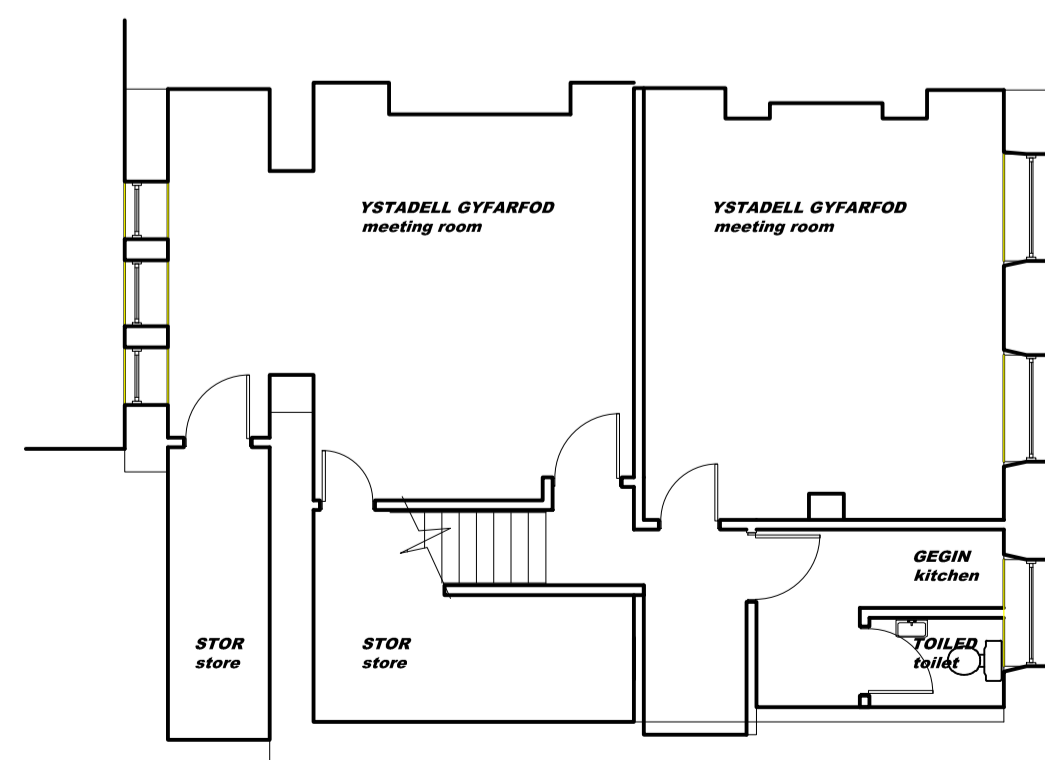 YSTADELL GYFARFOD
meeting room
YSTADELL GYFARFOD
meeting room
GEGIN
kitchen
STOR
store
STOR
store
TOILED
toilet